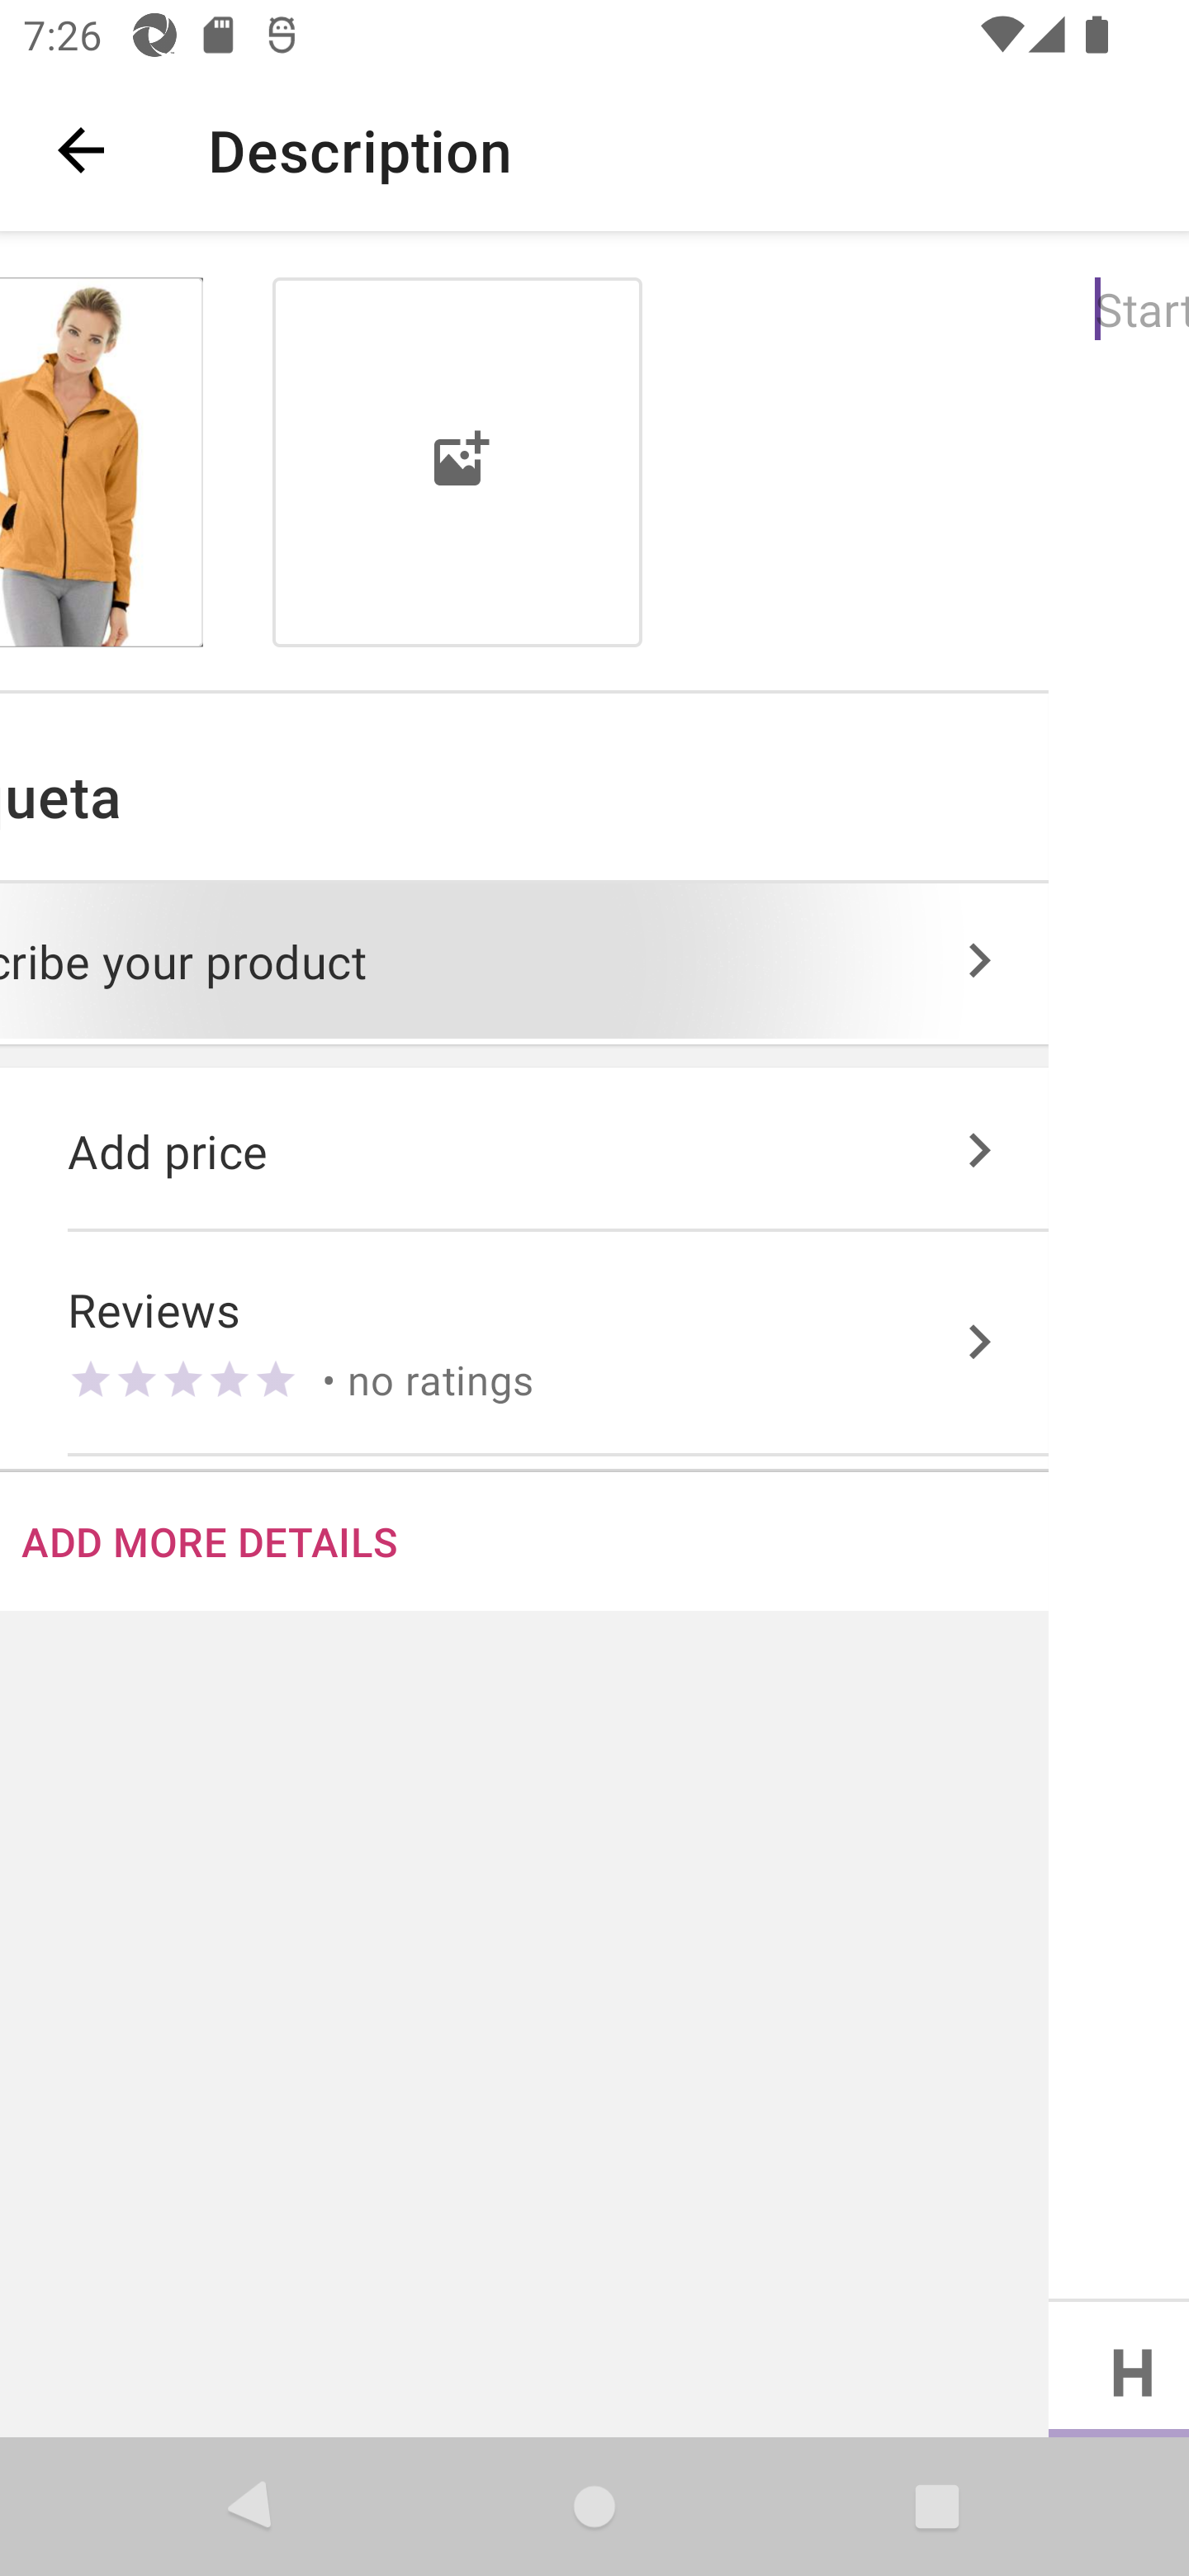 7:26
Description
Start
ueta
cribe your product
Add price
Reviews
• no ratings
ADD MORE DETAILS
H